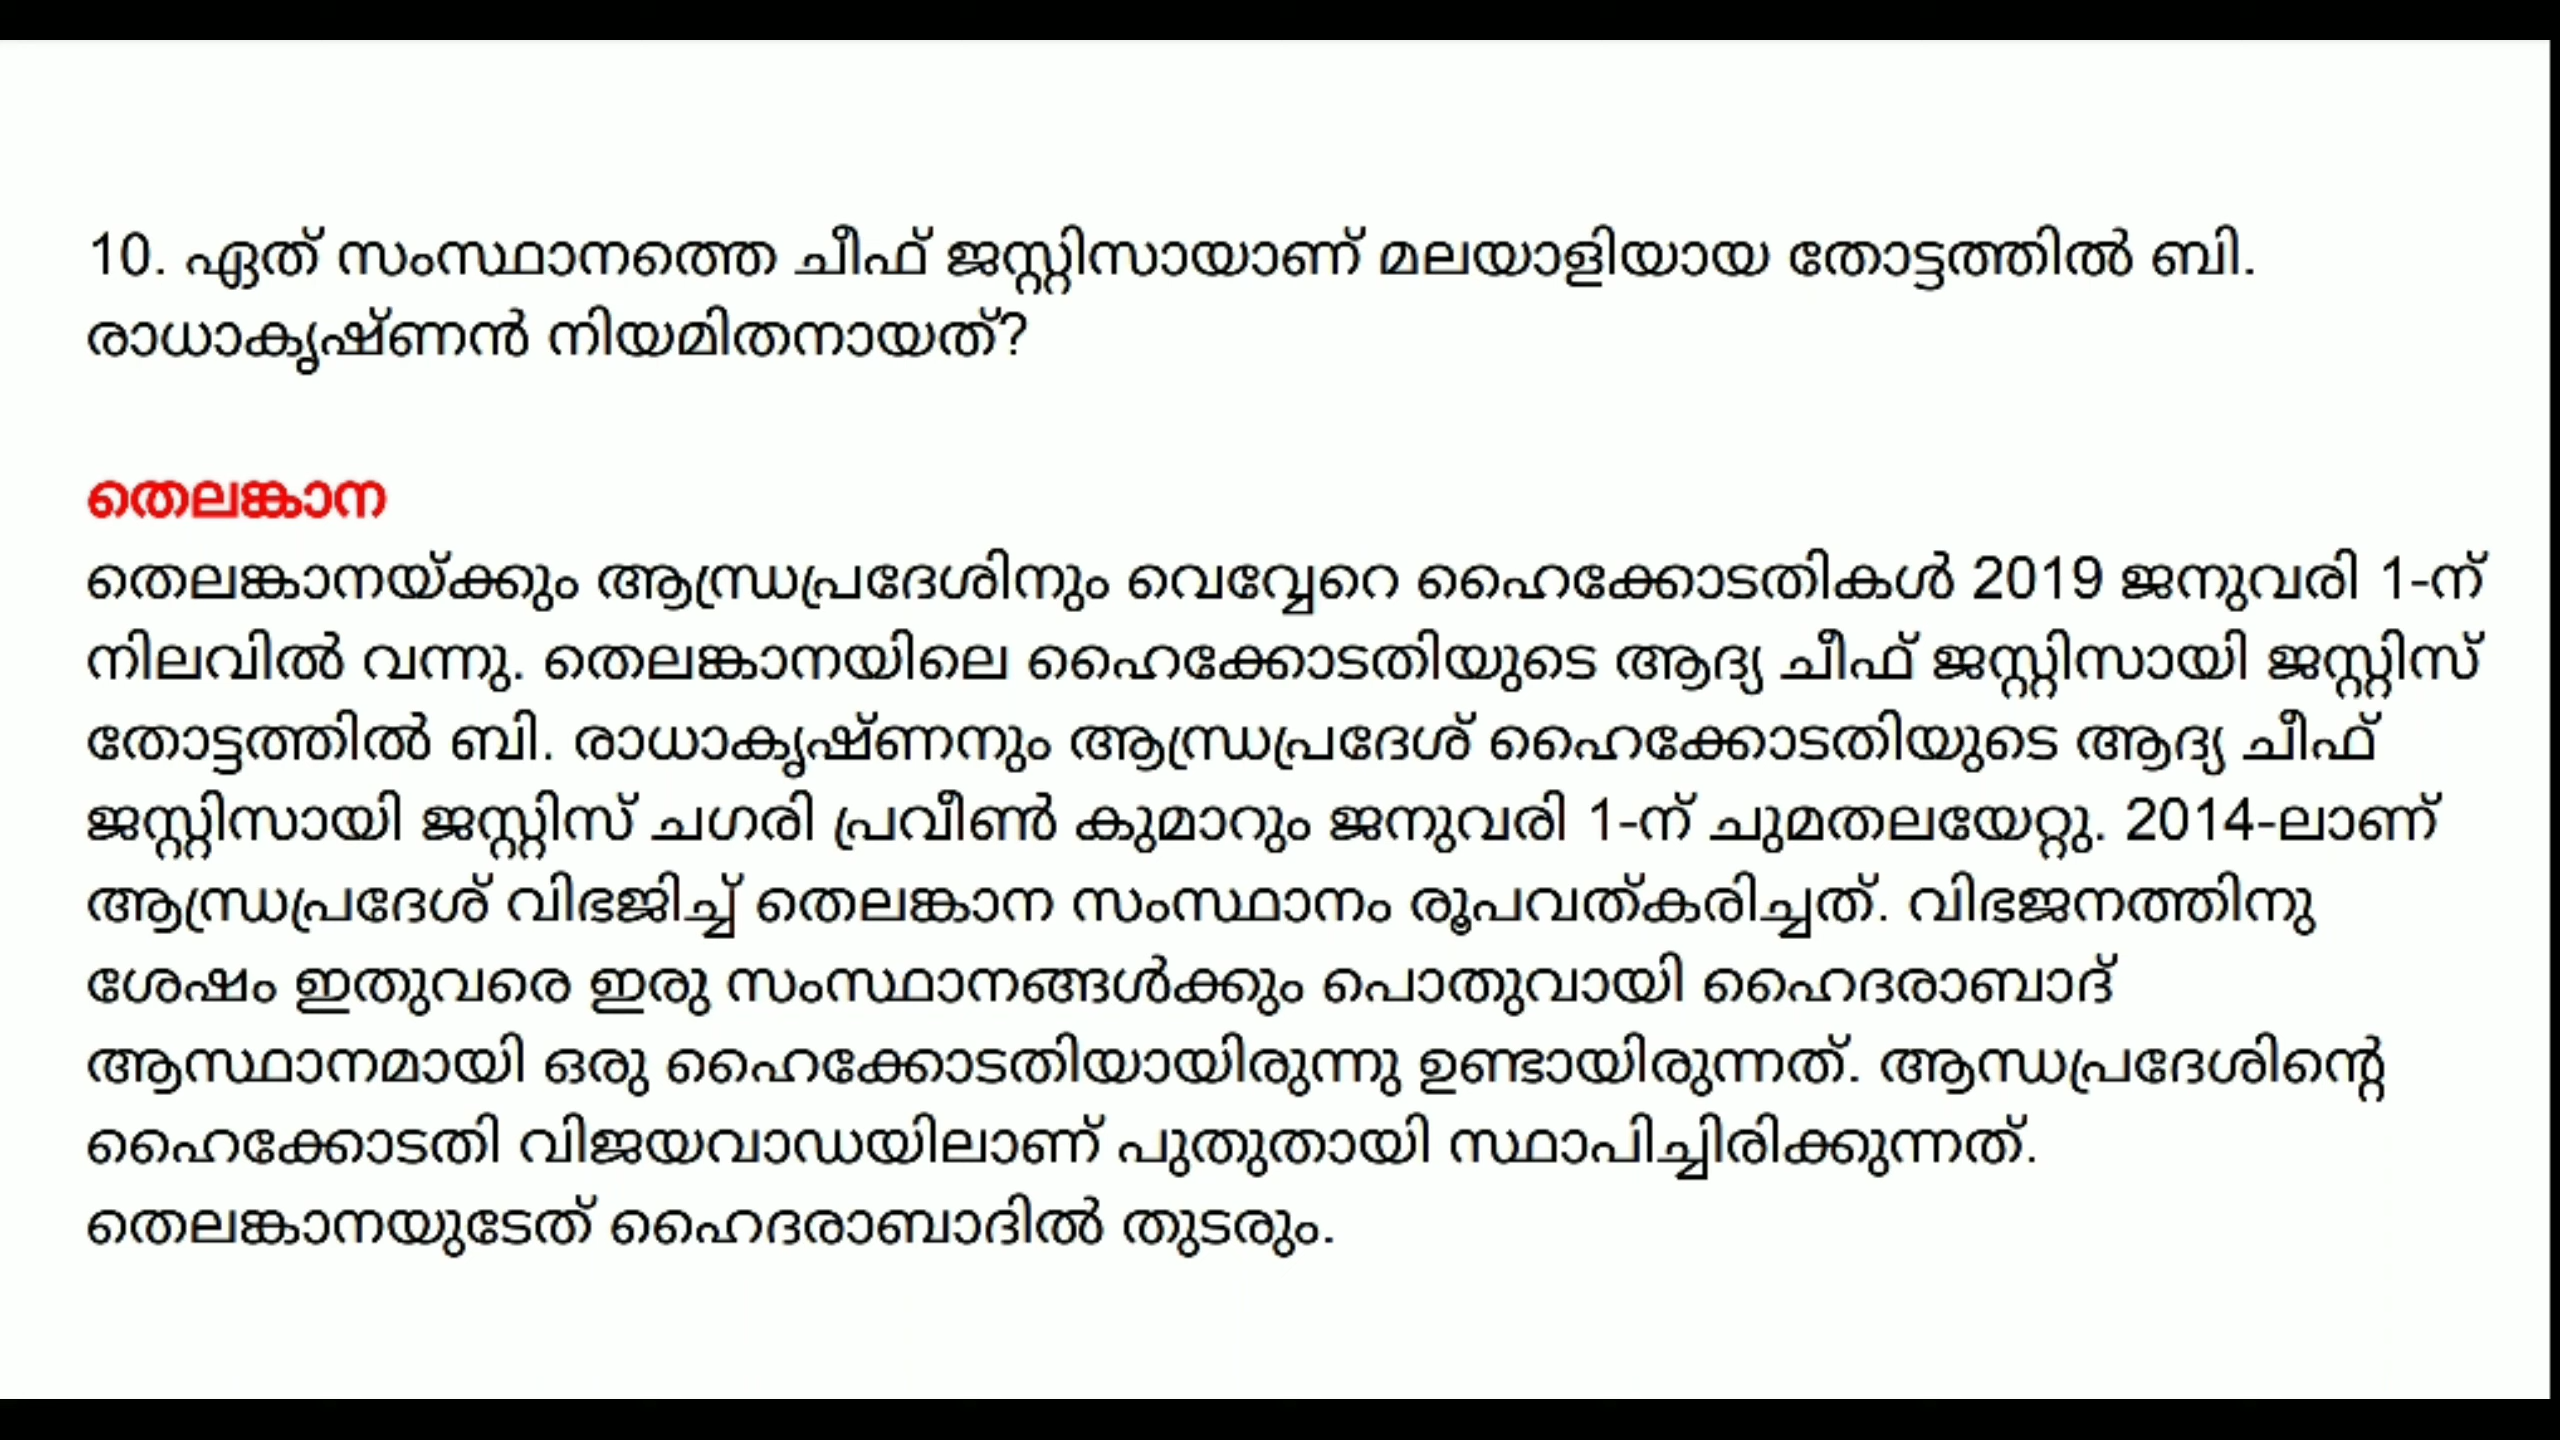 10. ഏത് സംസ്ഥാനത്തെ ചീഫ് ജസ്റ്റിസായാണ് മലയാളിയായ തോട്ടത്തിൽ ബി.
രാധാകൃഷ്ണൻ നിയമിതനായത്?
തെലങ്കാന
തെലങ്കാനയ്ക്കും ആന്ധ്രപ്രദേശിനും വെവ്വേറെ ഹൈക്കോടതികൾ 2019 ജനുവരി 1-ന്
നിലവിൽ വന്നു. തെലങ്കാനയിലെ ഹൈക്കോടതിയുടെ ആദ്യ ചീഫ് ജസ്റ്റിസായി ജസ്റ്റിസ്
തോട്ടത്തിൽ ബി. രാധാകൃഷ്ണനും ആന്ധ്രപ്രദേശ് ഹൈക്കോടതിയുടെ ആദ്യ ചീഫ്
ജസ്റ്റിസായി ജസ്റ്റിസ് ചഗരി പ്രവീൺ കുമാറും ജനുവരി 1-ന് ചുമതലയേറ്റു. 2014-ലാണ്
ആന്ധ്രപ്രദേശ് വിഭജിച്ച് തെലങ്കാന സംസ്ഥാനം രൂപവത്കരിച്ചത്. വിഭജനത്തിനു
ശേഷം ഇതുവരെ ഇരു സംസ്ഥാനങ്ങൾക്കും പൊതുവായി ഹൈദരാബാദ്
ആസ്ഥാനമായി ഒരു ഹൈക്കോടതിയായിരുന്നു ഉണ്ടായിരുന്നത്. ആന്ധപ്രദേശിന്റെ
ഹൈക്കോടതി വിജയവാഡയിലാണ് പുതുതായി സ്ഥാപിച്ചിരിക്കുന്നത്.
തെലങ്കാനയുടേത് ഹൈദരാബാദിൽ തുടരും.